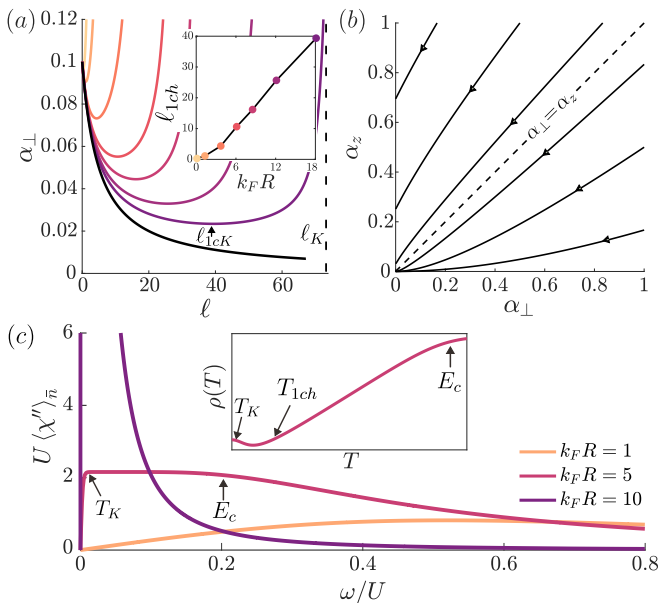 (a)
0.12
0.1
0.08
0.06
0.04
0.02
0
α⊥
0
20
40
60
ℓ
ℓ1cK
ℓK
40
30
20
10
0
ℓ1ch
0
6
12
18
kFR
(b)
1
0.8
0.6
0.4
0.2
0
αz
α⊥=αz
0
0.2
0.4
0.6
0.8
1
α⊥
(c)
6
4
2
0
U⟨χ′′⟩n̄
TK
Ec
ρ(T)
TK
T1ch
Ec
T
kFR = 1
kFR = 5
kFR = 10
0
0.2
0.4
0.6
0.8
ω/U